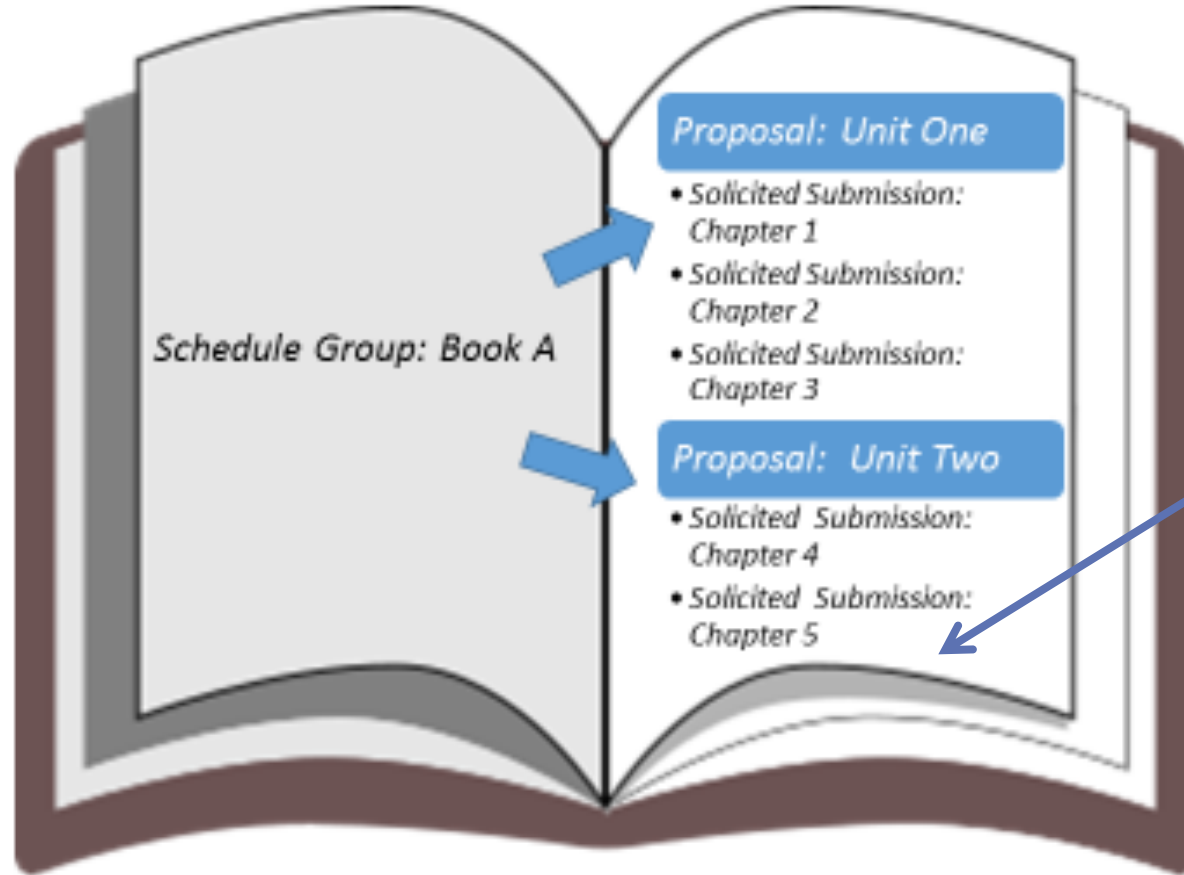 Schedule Group: Book A
Proposal: Unit One
• Solicited Submission:
Chapter 1
• Solicited Submission:
Chapter 2
• Solicited Submission:
Chapter 3
Proposal: Unit Two
• Solicited Submission:
Chapter 4
• Solicited Submission:
Chapter 5